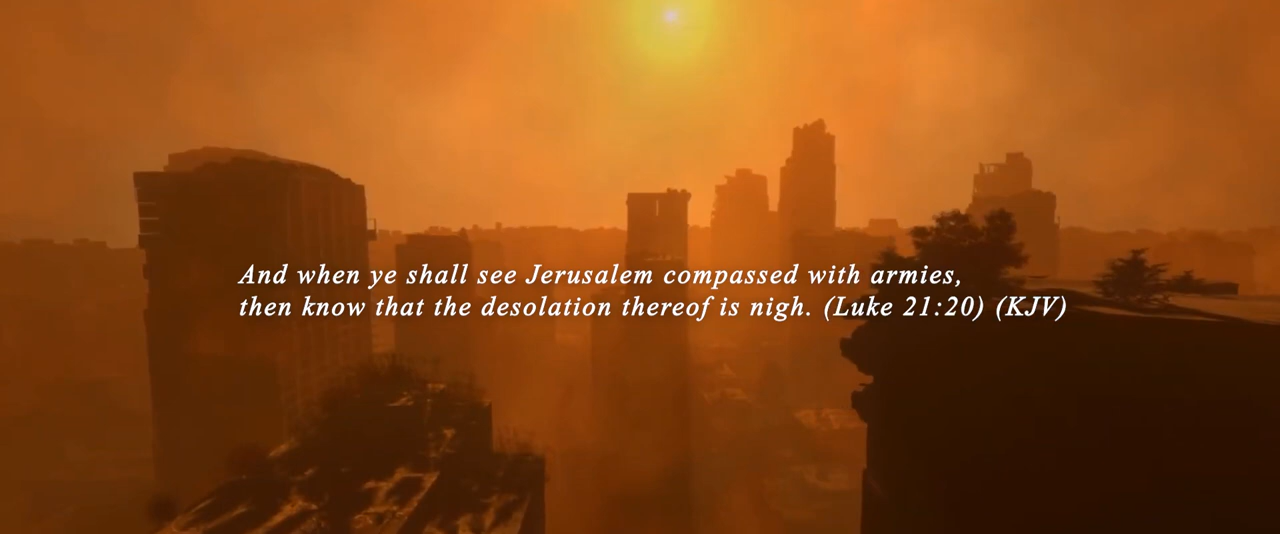 And when ye shall see Jerusalem compassed with armies,
then know that the desolation thereof is nigh. (Luke 21:20) (KJV)